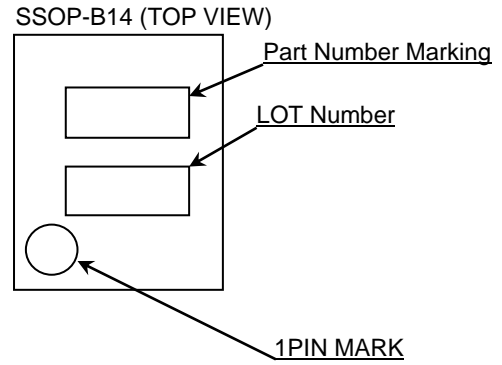 SSOP-B14 (TOP VIEW)
Part Number Marking
LOT Number
1PIN MARK